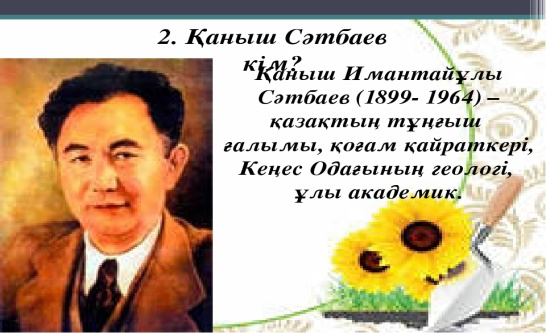 2. Қаныш Сәтбаев
кім?
Қаныш Имантайұлы
Сәтбаев (1899- 1964) –
қазақтың тұңғыш
ғалымы, қоғам қайраткері,
Кеңес Одағының геологі,
ұлы академик.